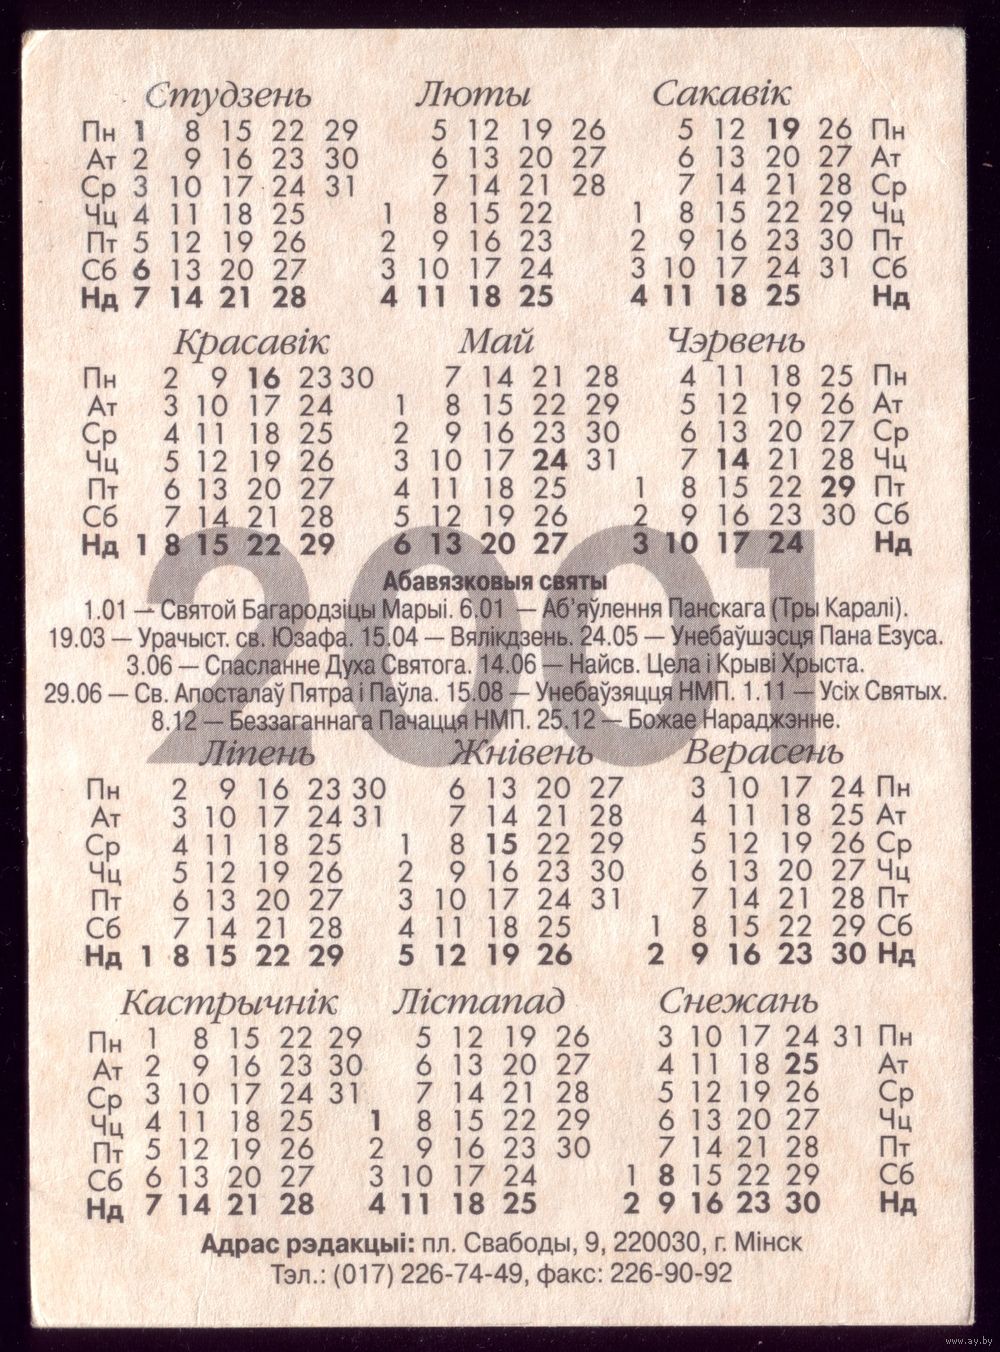 Студзень Люты Сакавік
Пн 1 8 15 22 29 5 12 19 26 5 12 19 26 Пн
Ат 2 9 16 23 30 6 13 20 27 6 13 20 27 Ат
Ср 3 10 17 24 31 7 14 21 28 7 14 21 28 Ср
Чц 4 11 18 25 1 8 15 22 1 8 15 22 29 Чц
Пт 5 12 19 26 2 9 16 23 2 9 16 23 30 Пт
Сб 6 13 20 27 3 10 17 24 3 10 17 24 31 Сб
Нд 7 14 21 28 4 11 18 25 4 11 18 25 Нд
Красавік Май Чэрвень
Пн 2 9 16 23 30 7 14 21 28 4 11 18 25 Пн
Ат 3 10 17 24 1 8 15 22 29 5 12 19 26 Ат
Ср 4 11 18 25 2 9 16 23 30 6 13 20 27 Ср
Чц 5 12 19 26 3 10 17 24 31 7 14 21 28 Чц
Пт 6 13 20 27 4 11 18 25 1 8 15 22 29 Пт
Сб 7 14 21 28 5 12 19 26 2 9 16 23 30 Сб
Нд 1 8 15 22 29 6 13 20 27 3 10 17 24 Нд
2001
Абавязковыя святы
1.01 — Святой Багародзіцы Марыі. 6.01 — Аб’яўлення Панскага (Тры Каралі).
19.03 — Урачыст. св. Юзафа. 15.04 — Вялікдзень. 24.05 — Унебаўшэсця Пана Езуса.
3.06 — Спасланне Духа Святога. 14.06 — Найсв. Цела і Крыві Хрыста.
29.06 — Св. Апосталаў Пятра і Паўла. 15.08 — Унебаўзяцця НМП. 1.11 — Усіх Святых.
8.12 — Беззаганнага Пачацця НМП. 25.12 — Божае Нараджэнне.
Ліпень Жнівень Верасень
Пн 2 9 16 23 30 6 13 20 27 3 10 17 24 Пн
Ат 3 10 17 24 31 7 14 21 28 4 11 18 25 Ат
Ср 4 11 18 25 1 8 15 22 29 5 12 19 26 Ср
Чц 5 12 19 26 2 9 16 23 30 6 13 20 27 Чц
Пт 6 13 20 27 3 10 17 24 31 7 14 21 28 Пт
Сб 7 14 21 28 4 11 18 25 1 8 15 22 29 Сб
Нд 1 8 15 22 29 5 12 19 26 2 9 16 23 30 Нд
Кастрычнік Лістапад Снежань
Пн 1 8 15 22 29 5 12 19 26 3 10 17 24 31 Пн
Ат 2 9 16 23 30 6 13 20 27 4 11 18 25 Ат
Ср 3 10 17 24 31 7 14 21 28 5 12 19 26 Ср
Чц 4 11 18 25 1 8 15 22 29 6 13 20 27 Чц
Пт 5 12 19 26 2 9 16 23 30 7 14 21 28 Пт
Сб 6 13 20 27 3 10 17 24 1 8 15 22 29 Сб
Нд 7 14 21 28 4 11 18 25 2 9 16 23 30 Нд
Адрас рэдакцыі: пл. Свабоды, 9, 220030, г. Мінск
Тэл.: (017) 226-74-49, факс: 226-90-92
www.ay.by